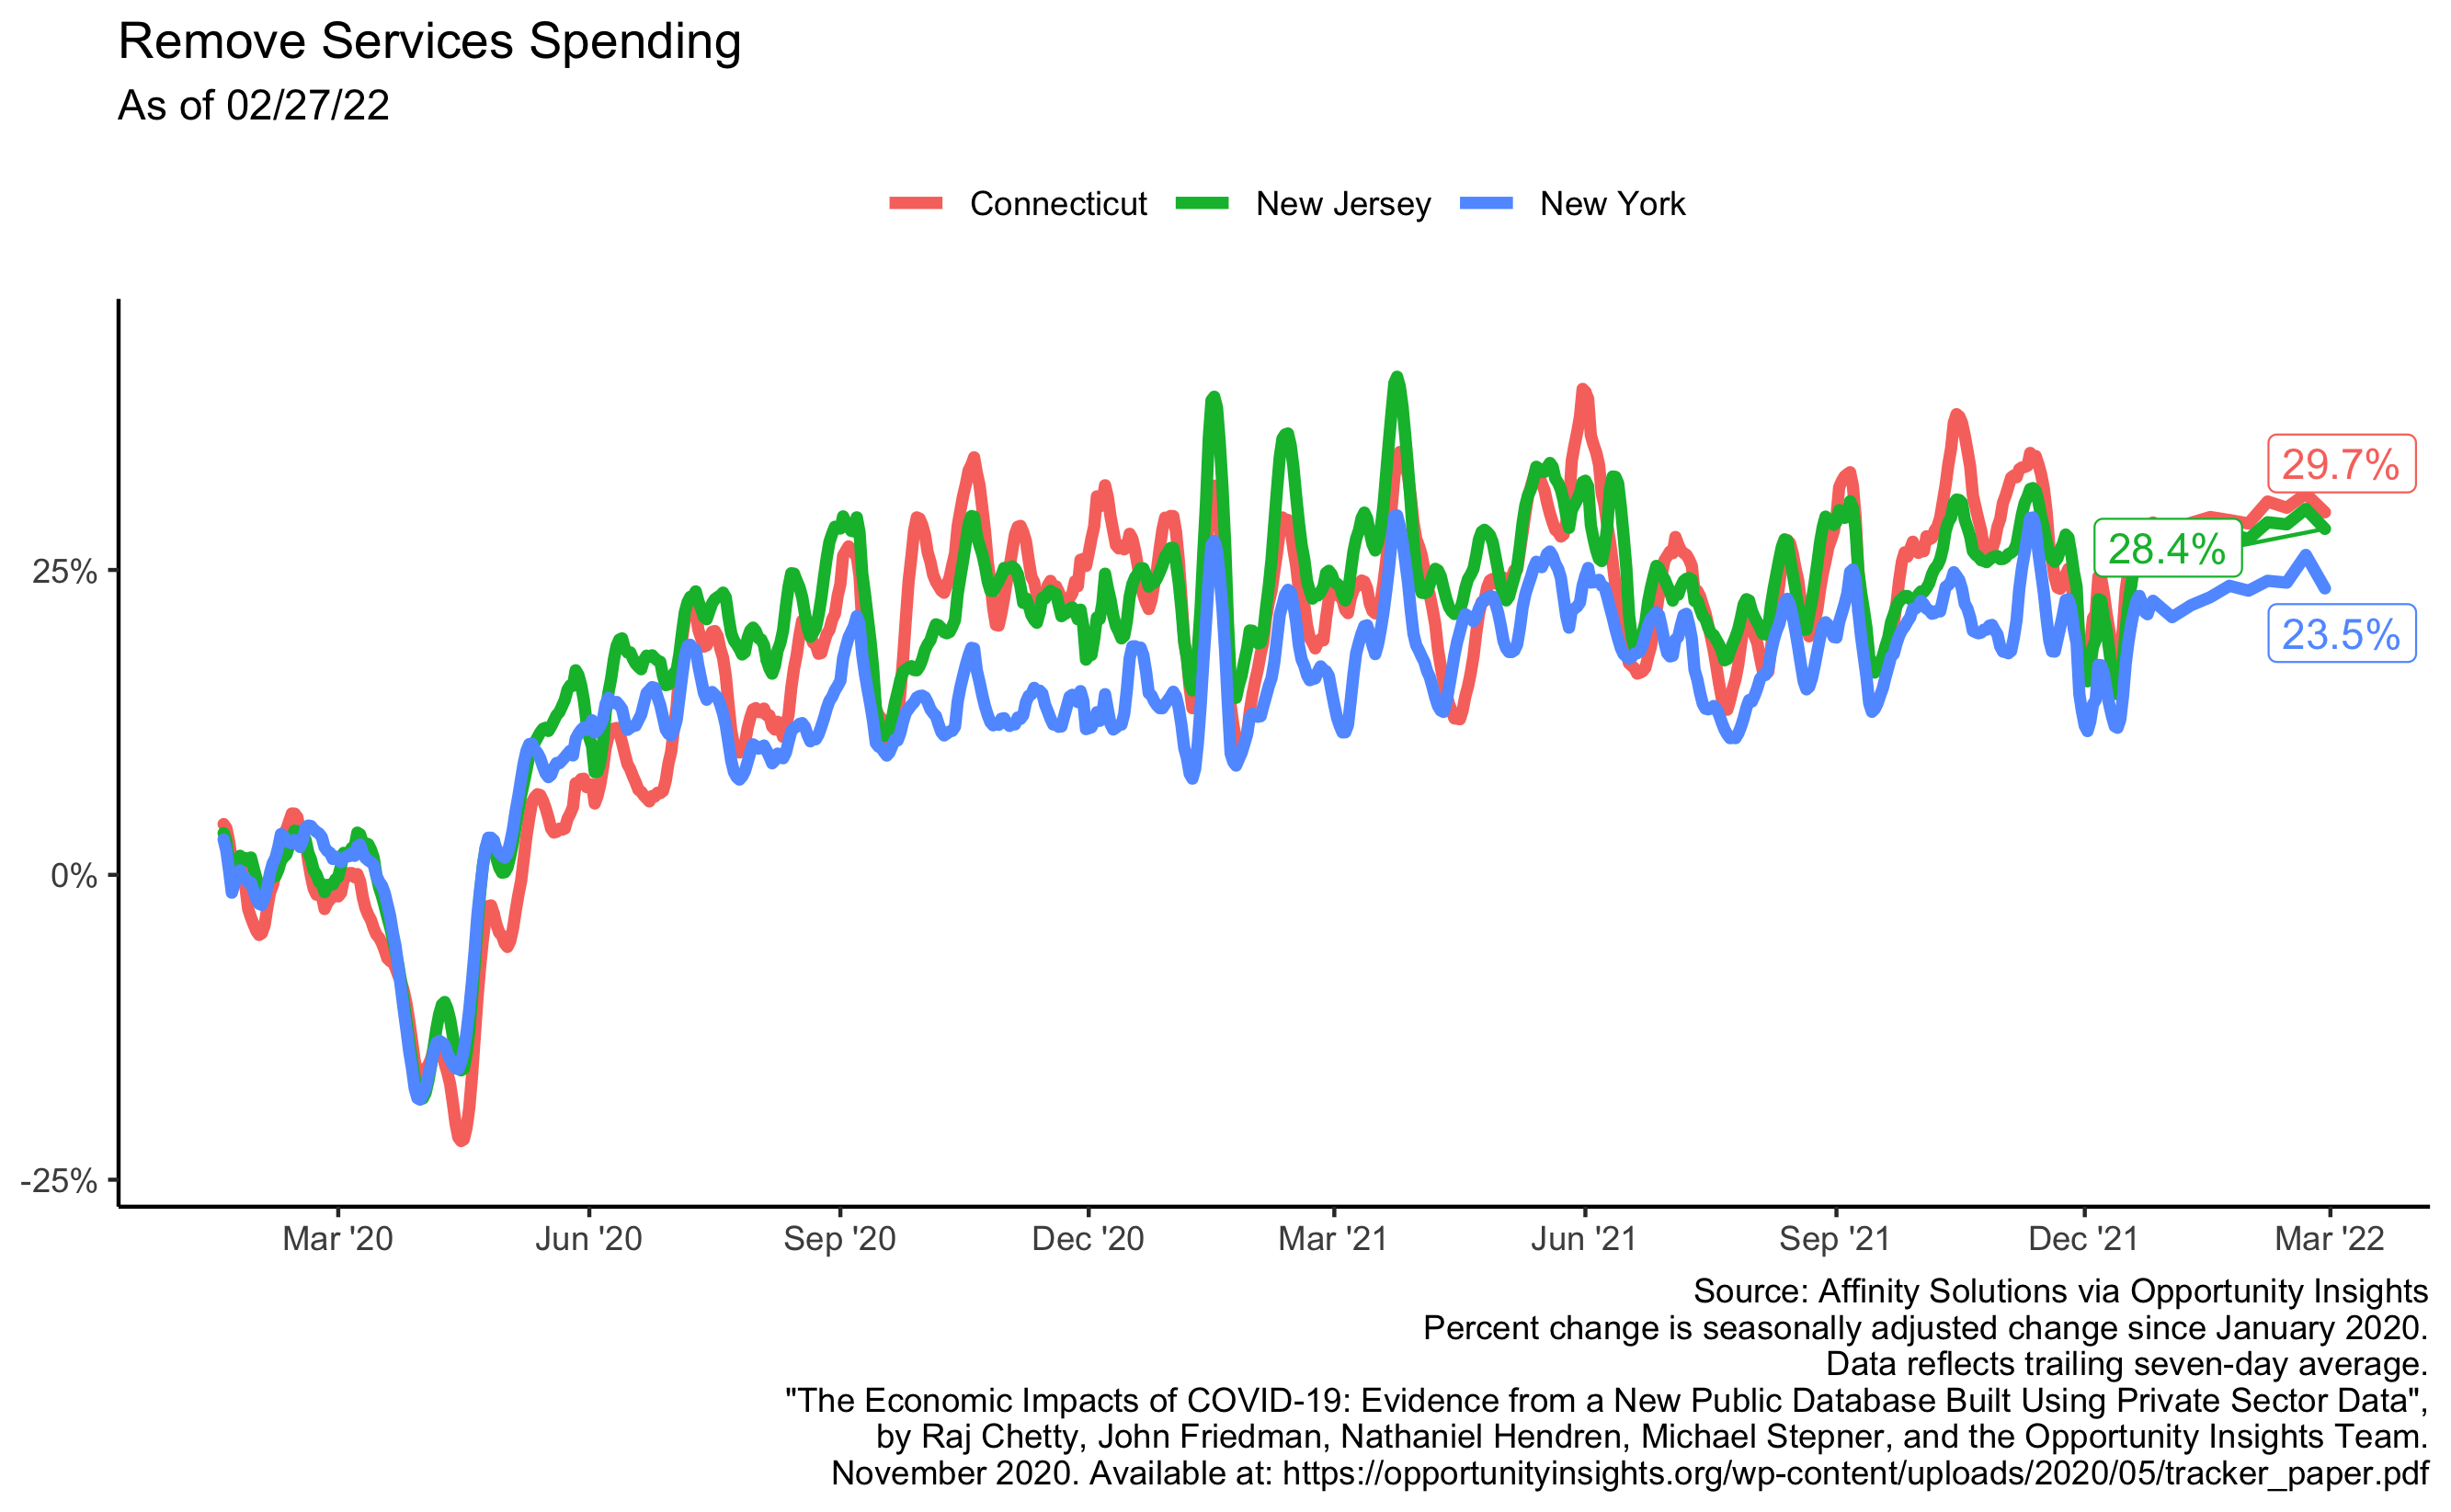 Remove Services Spending
As of 02/27/22
Connecticut New Jersey New York
29.7%
28.4%
23.5%
25%
0%
-25%
Mar '20 Jun '20 Sep '20 Dec '20 Mar '21 Jun '21 Sep '21 Dec '21 Mar '22
Source: Affinity Solutions via Opportunity Insights
Percent change is seasonally adjusted change since January 2020.
Data reflects trailing seven-day average.
"The Economic Impacts of COVID-19: Evidence from a New Public Database Built Using Private Sector Data",
by Raj Chetty, John Friedman, Nathaniel Hendren, Michael Stepner, and the Opportunity Insights Team.
November 2020. Available at: https://opportunityinsights.org/wp-content/uploads/2020/05/tracker_paper.pdf